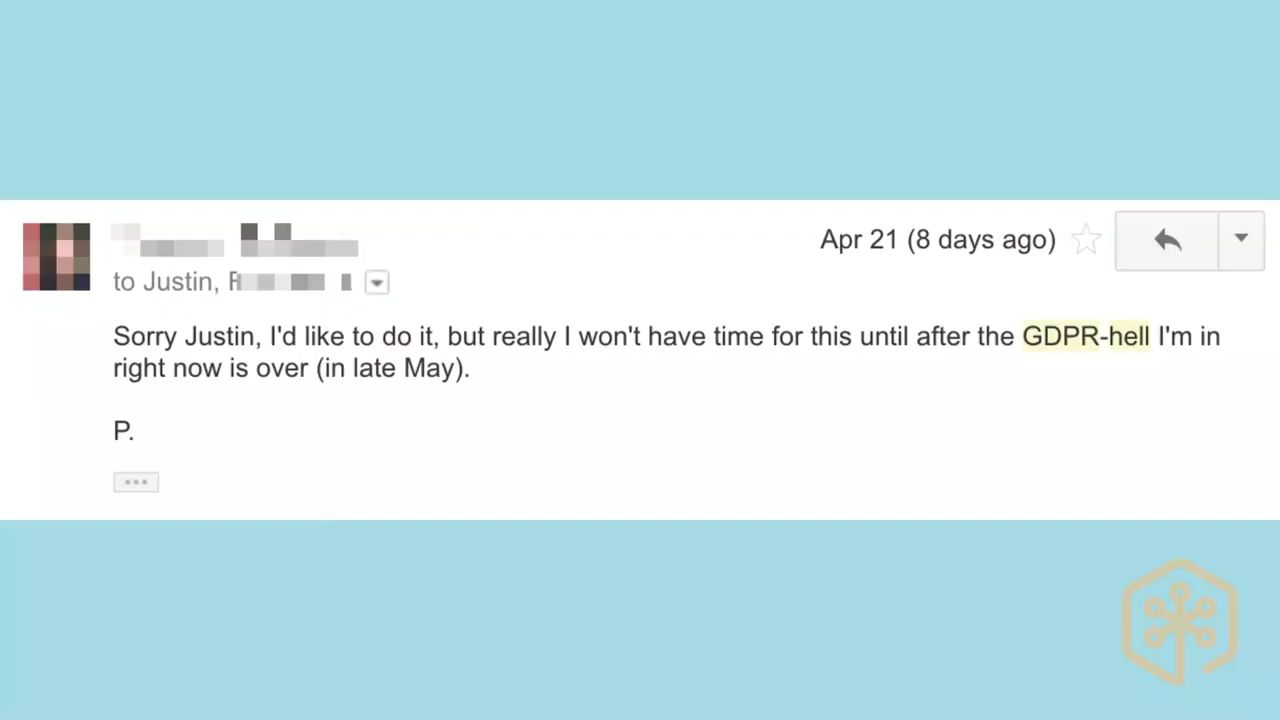 Apr 21 (8 days ago)
to Justin,
Sorry Justin, I'd like to do it, but really I won't have time for this until after the GDPR-hell I'm in
right now is over (in late May).
P.